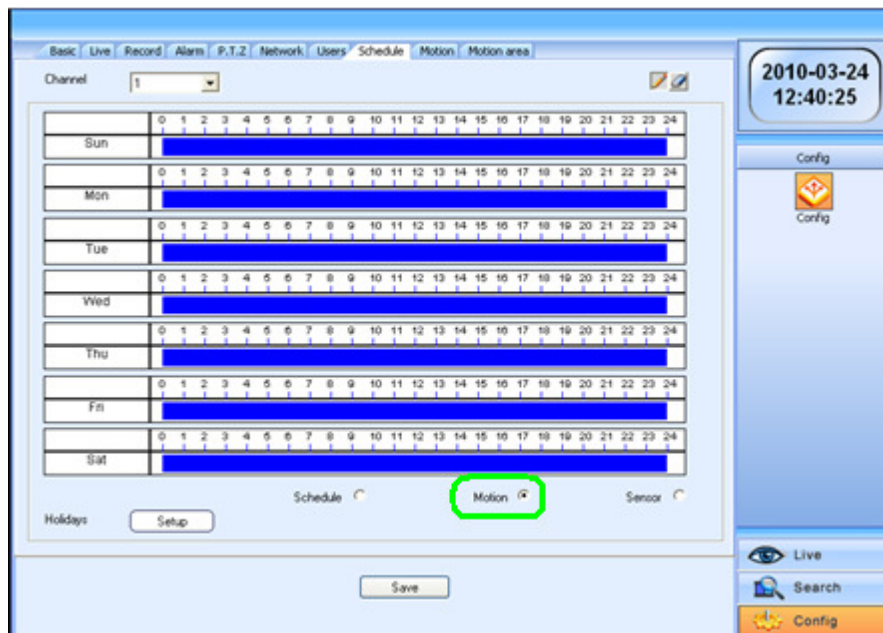 Basic Live Record Alarm P.T.Z Network Users Schedule Motion Motion area
Channel 1
0 1 2 3 4 5 6 7 8 9 10 11 12 13 14 15 16 17 18 19 20 21 22 23 24
Sun
0 1 2 3 4 5 6 7 8 9 10 11 12 13 14 15 16 17 18 19 20 21 22 23 24
Mon
0 1 2 3 4 5 6 7 8 9 10 11 12 13 14 15 16 17 18 19 20 21 22 23 24
Tue
0 1 2 3 4 5 6 7 8 9 10 11 12 13 14 15 16 17 18 19 20 21 22 23 24
Wed
0 1 2 3 4 5 6 7 8 9 10 11 12 13 14 15 16 17 18 19 20 21 22 23 24
Thu
0 1 2 3 4 5 6 7 8 9 10 11 12 13 14 15 16 17 18 19 20 21 22 23 24
Fri
0 1 2 3 4 5 6 7 8 9 10 11 12 13 14 15 16 17 18 19 20 21 22 23 24
Sat
Schedule Motion Sensor
Holidays Setup
Save
2010-03-24
12:40:25
Config
Config
Live
Search
Config